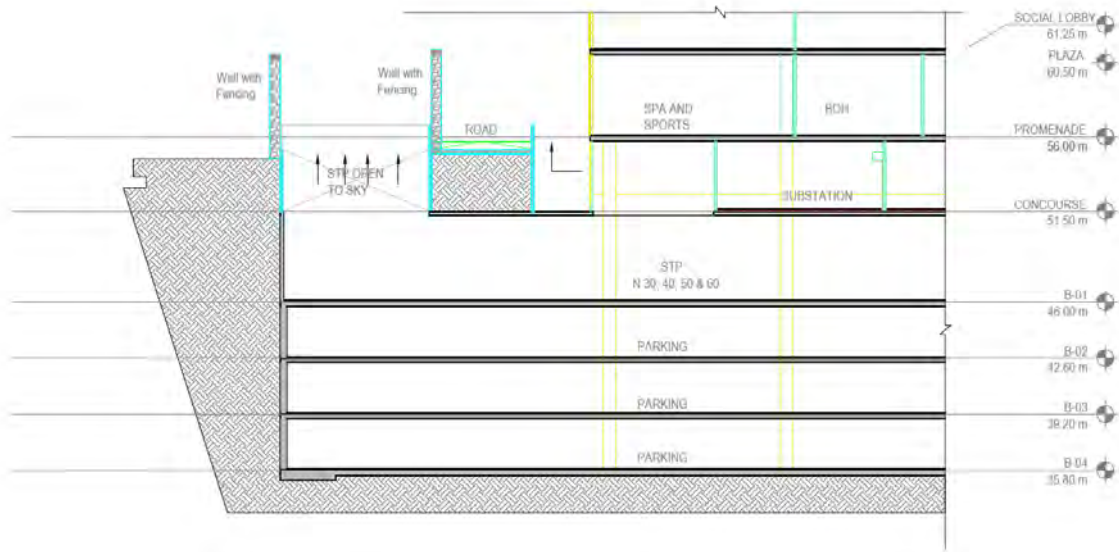 SOCIAL LOBBY
61.25 m
PLAZA
60.50 m
Wall with
Fencing
Wall with
Fencing
SPA AND
SPORTS
BOH
ROAD
PROMENADE
56.00 m
STP OPEN
TO SKY
SUBSTATION
CONCOURSE
51.50 m
STP
N 30, 40, 50 & 60
B-01
46.00 m
PARKING
B-02
42.60 m
PARKING
B-03
39.20 m
PARKING
B-04
35.80 m